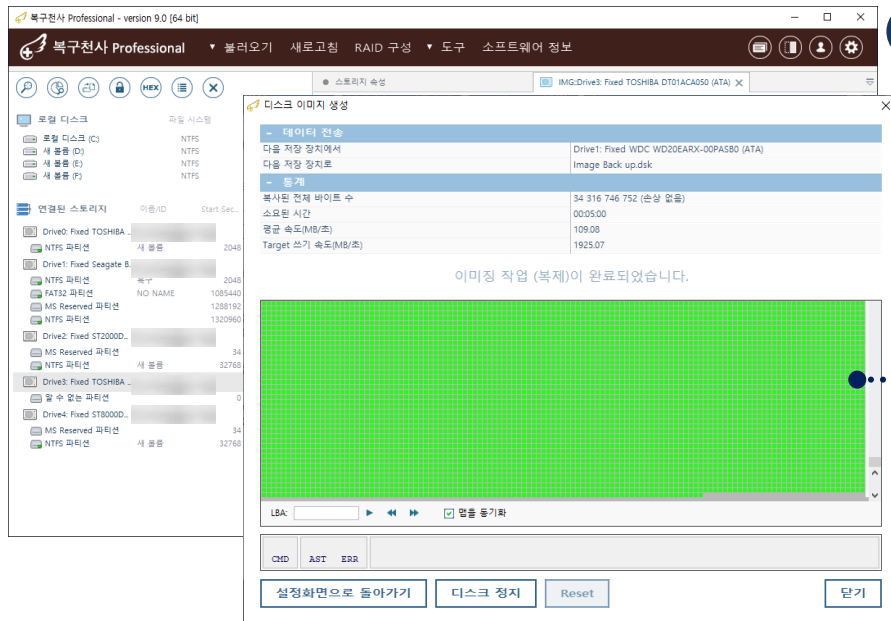 복구천사 Professional - version 9.0 [64 bit]
복구천사 Professional ▼ 불러오기 새로고침 RAID 구성 ▼ 도구 소프트웨어 정보
HEX
스토리지 속성 IMG:Drive3: Fixed TOSHIBA DT01ACA050 (ATA)
로컬 디스크 파일 시스템
로컬 디스크 (C:) NTFS
새 볼륨 (D:) NTFS
새 볼륨 (E:) NTFS
새 볼륨 (F:) NTFS
연결된 스토리지 이름/ID Start Sec...
Drive0: Fixed TOSHIBA ...
NTFS 파티션 새 볼륨 2048
Drive1: Fixed Seagate B.
NTFS 파티션 복구 2048
FAT32 파티션 NO NAME 1085440
MS Reserved 파티션 1288192
NTFS 파티션 1320960
Drive2: Fixed ST2000D...
MS Reserved 파티션 34
NTFS 파티션 새 볼륨 32768
Drive3: Fixed TOSHIBA ...
알 수 없는 파티션 0
Drive4: Fixed ST8000D...
MS Reserved 파티션 34
NTFS 파티션 새 볼륨 32768
디스크 이미지 생성
− 데이터 전송
다음 저장 장치에서 Drive1: Fixed WDC WD20EARX-00PASB0 (ATA)
다음 저장 장치로 Image Back up.dsk
− 통계
복사된 전체 바이트 수 34 316 746 752 (손상 없음)
소요된 시간 00:05:00
평균 속도(MB/초) 109.08
Target 쓰기 속도(MB/초) 1925.07
이미징 작업 (복제)이 완료되었습니다.
LBA: 맵을 동기화
CMD AST ERR
설정화면으로 돌아가기 디스크 정지 Reset 닫기